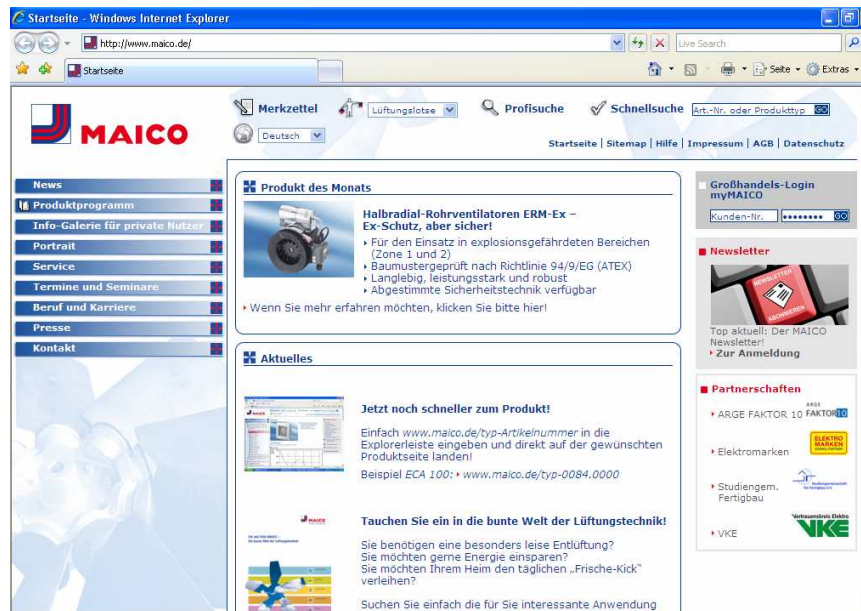 Startseite - Windows Internet Explorer
http://www.maico.de/
Live Search
Startseite
Seite
Extras
MAICO
Merkzettel
Lüftungslotse
Profisuche
Schnellsuche
Art.-Nr. oder Produkttyp
GO
Deutsch
Startseite | Sitemap | Hilfe | Impressum | AGB | Datenschutz
News
Produktprogramm
Info-Galerie für private Nutzer
Portrait
Service
Termine und Seminare
Beruf und Karriere
Presse
Kontakt
Produkt des Monats
Halbradial-Rohrventilatoren ERM-Ex –
Ex-Schutz, aber sicher!
Für den Einsatz in explosionsgefährdeten Bereichen
(Zone 1 und 2)
Baumustergeprüft nach Richtlinie 94/9/EG (ATEX)
Langlebig, leistungsstark und robust
Abgestimmte Sicherheitstechnik verfügbar
Wenn Sie mehr erfahren möchten, klicken Sie bitte hier!
Aktuelles
Jetzt noch schneller zum Produkt!
Einfach www.maico.de/typ-Artikelnummer in die
Explorerleiste eingeben und direkt auf der gewünschten
Produktseite landen!
Beispiel ECA 100: www.maico.de/typ-0084.0000
MAICO
Tauchen Sie ein in die bunte Welt der Lüftungstechnik!
Sie benötigen eine besonders leise Entlüftung?
Sie möchten gerne Energie einsparen?
Sie möchten Ihrem Heim den täglichen „Frische-Kick“
verleihen?
Suchen Sie einfach die für Sie interessante Anwendung
Großhandels-Login
myMAICO
Kunden-Nr.
GO
Newsletter
NEWSLETTER
ABONNIEREN
Top aktuell: Der MAICO
Newsletter!
Zur Anmeldung
Partnerschaften
ARGE FAKTOR 10
ARGE
FAKTOR10
Elektromarken
ELEKTRO
MARKEN
Studiengem.
Fertigbau
VKE
Vertrauenskreis Elektro
VKE